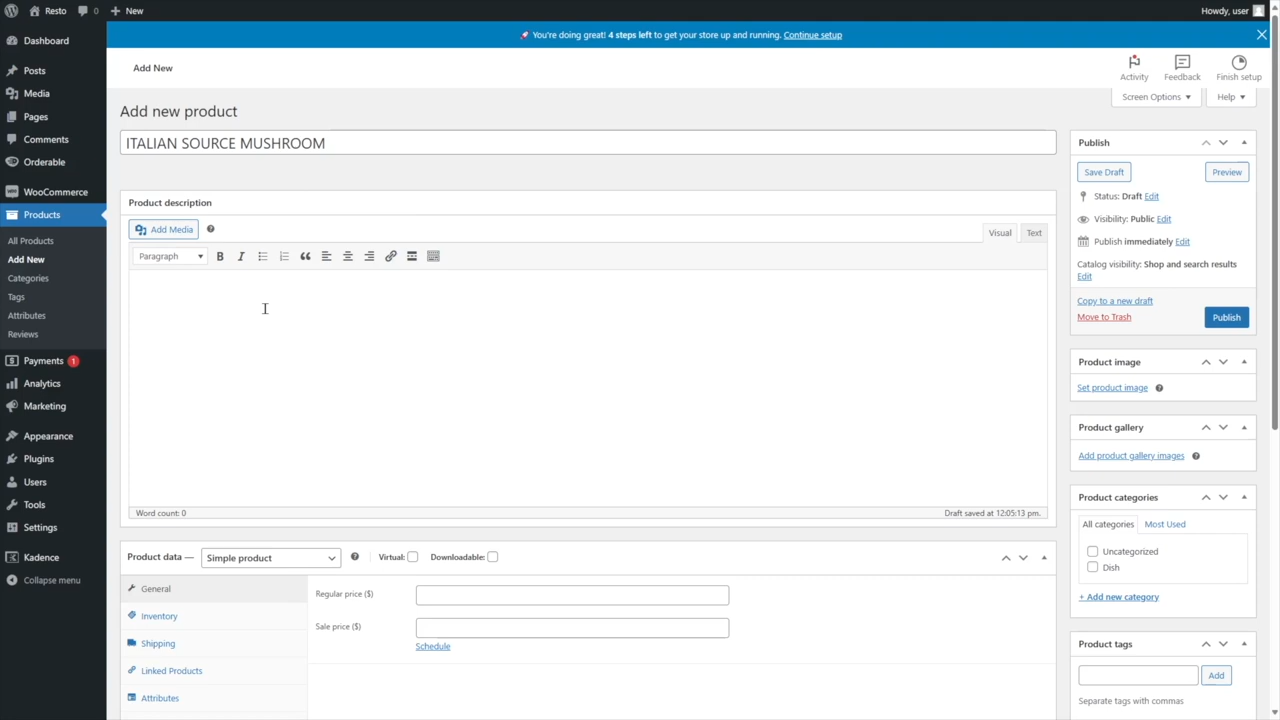 Resto 0 New Howdy, user
🚀 You're doing great! 4 steps left to get your store up and running. Continue setup
Dashboard
Posts
Media
Pages
Comments
Orderable
WooCommerce
Products
All Products
Add New
Categories
Tags
Attributes
Reviews
Payments 1
Analytics
Marketing
Appearance
Plugins
Users
Tools
Settings
Kadence
Collapse menu
Add New
Activity Feedback Finish setup
Screen Options ▼ Help ▼
Add new product
ITALIAN SOURCE MUSHROOM
Product description
Add Media
Visual Text
Paragraph B I
Word count: 0 Draft saved at 12:05:13 pm.
Product data — Simple product Virtual: Downloadable:
General
Inventory
Shipping
Linked Products
Attributes
Regular price ($)
Sale price ($)
Schedule
Publish
Save Draft Preview
Status: Draft Edit
Visibility: Public Edit
Publish immediately Edit
Catalog visibility: Shop and search results
Edit
Copy to a new draft
Move to Trash Publish
Product image
Set product image
Product gallery
Add product gallery images
Product categories
All categories Most Used
Uncategorized
Dish
+ Add new category
Product tags
Add
Separate tags with commas